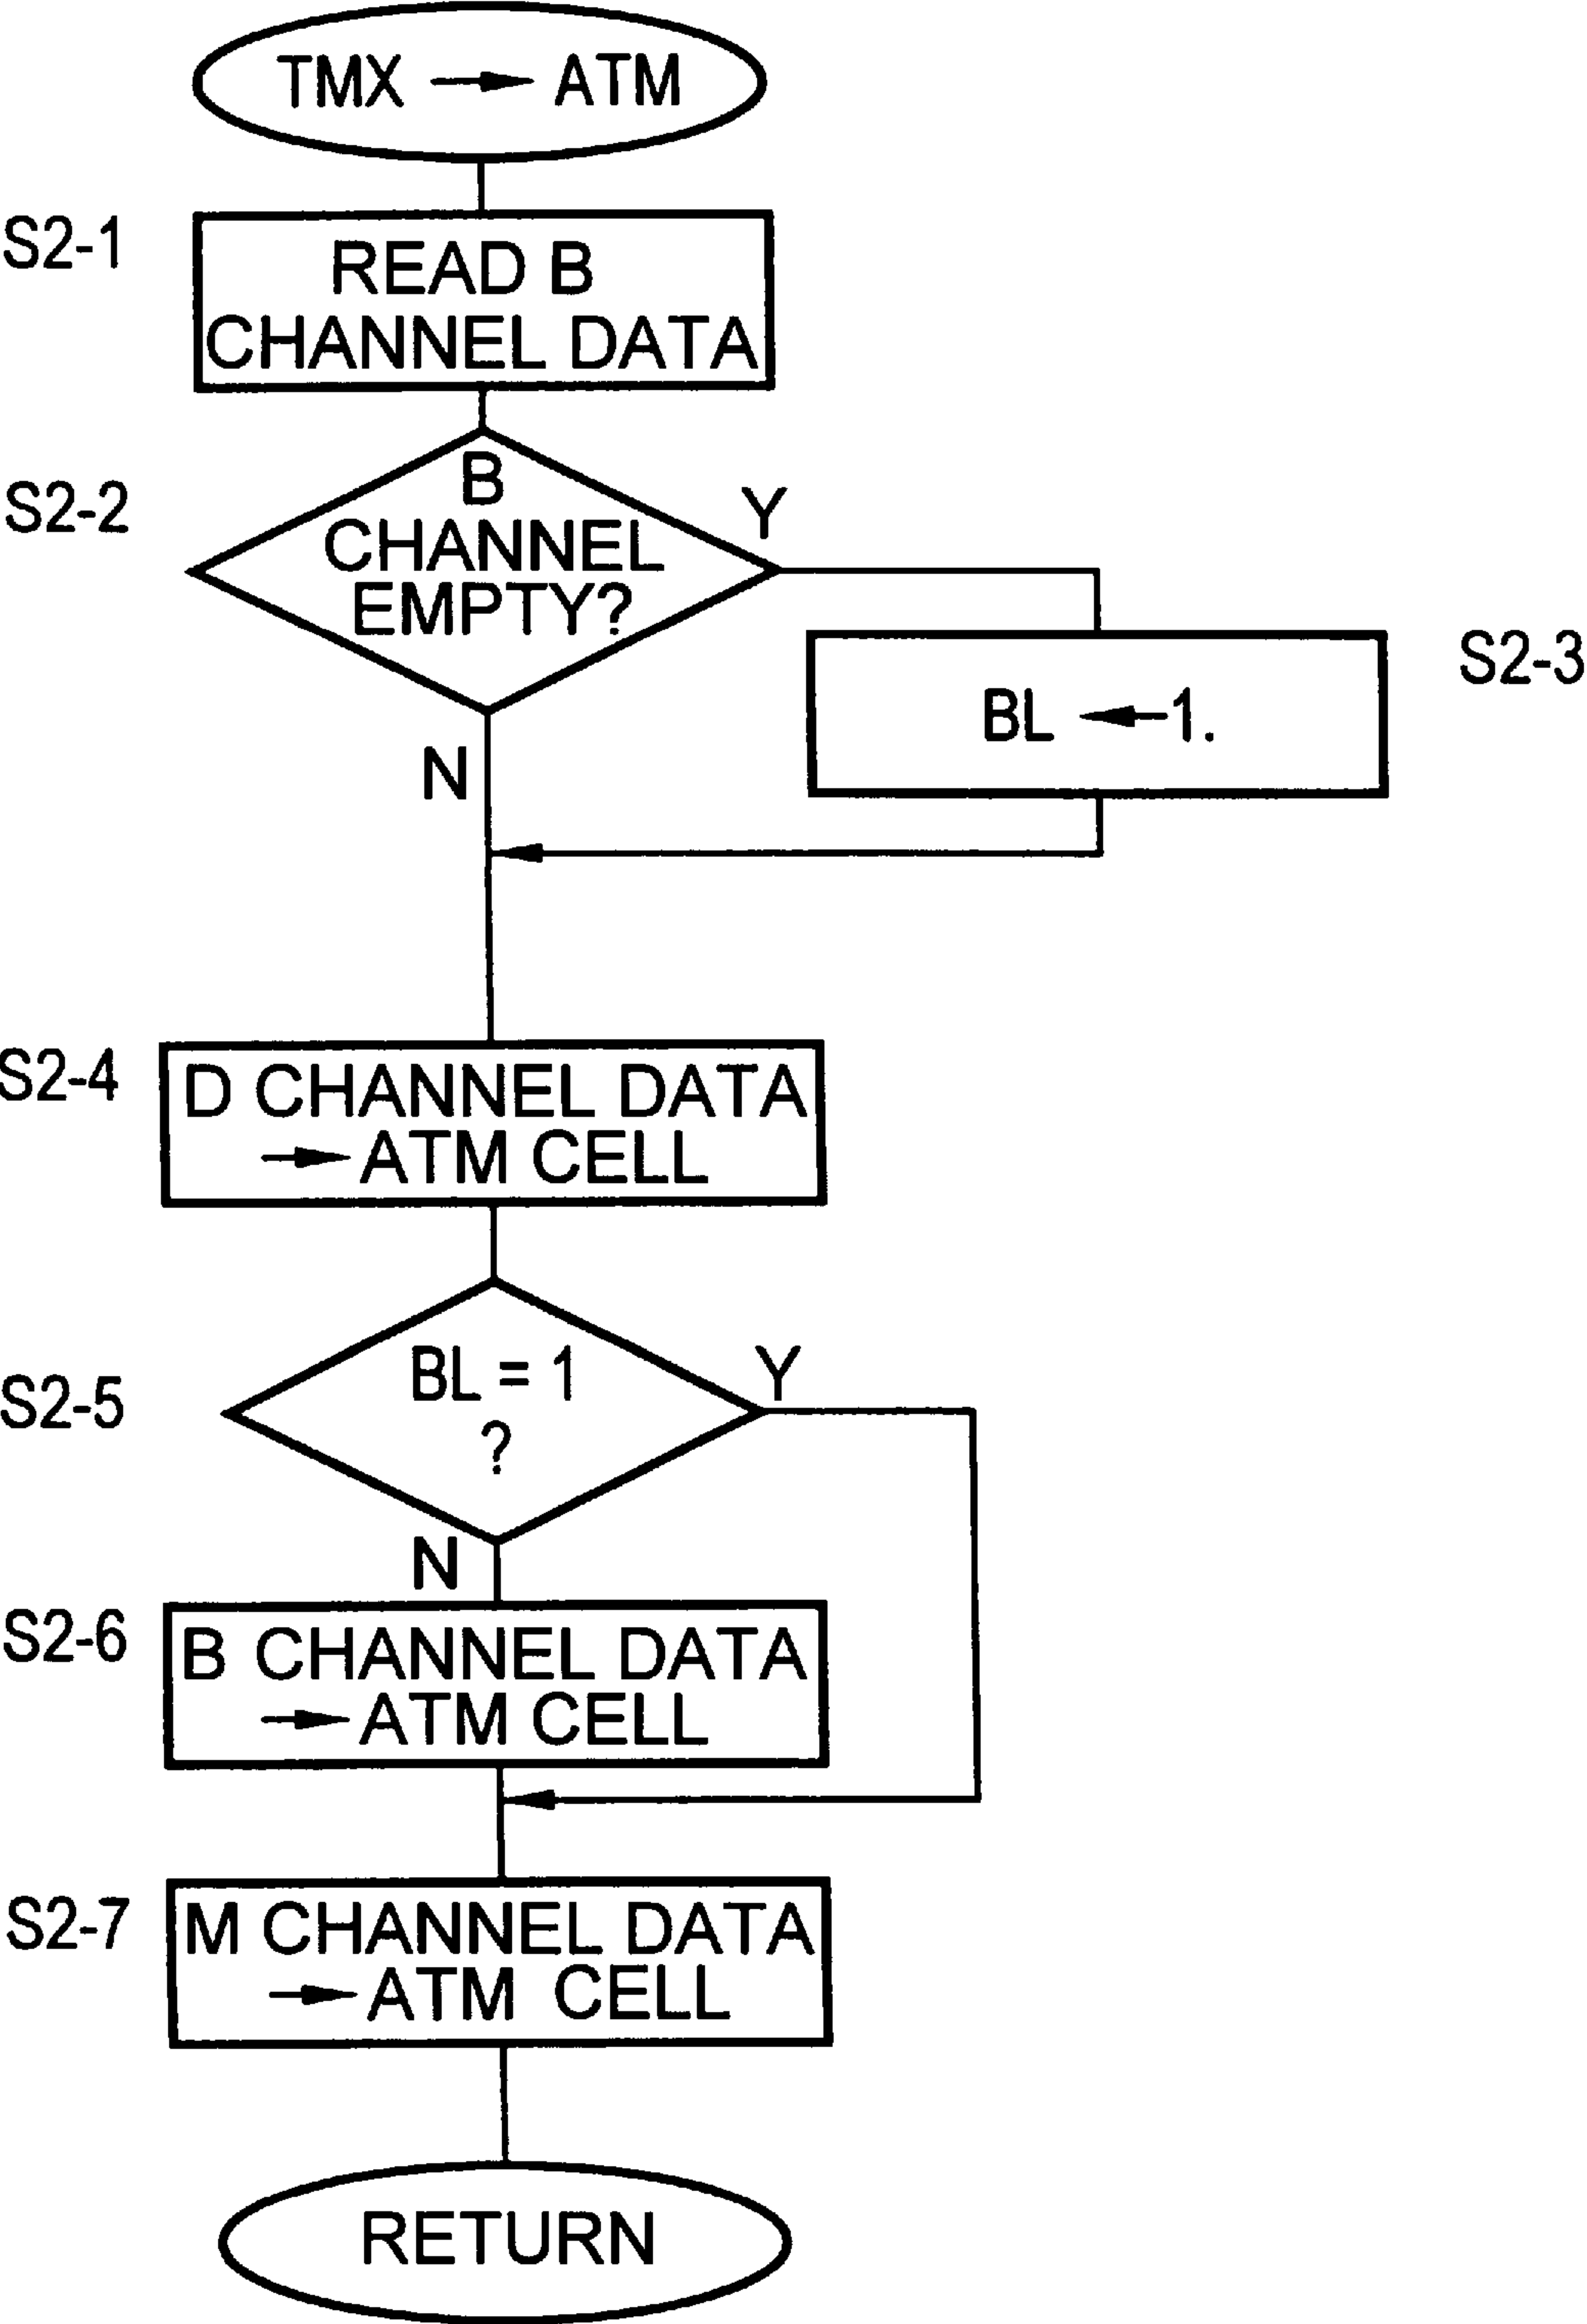 TMX → ATM
S2-1
READ B
CHANNEL DATA
S2-2
B
CHANNEL
EMPTY?
Y
N
S2-3
BL ← 1.
S2-4
D CHANNEL DATA
→ ATM CELL
S2-5
BL = 1
?
Y
N
S2-6
B CHANNEL DATA
→ ATM CELL
S2-7
M CHANNEL DATA
→ ATM CELL
RETURN